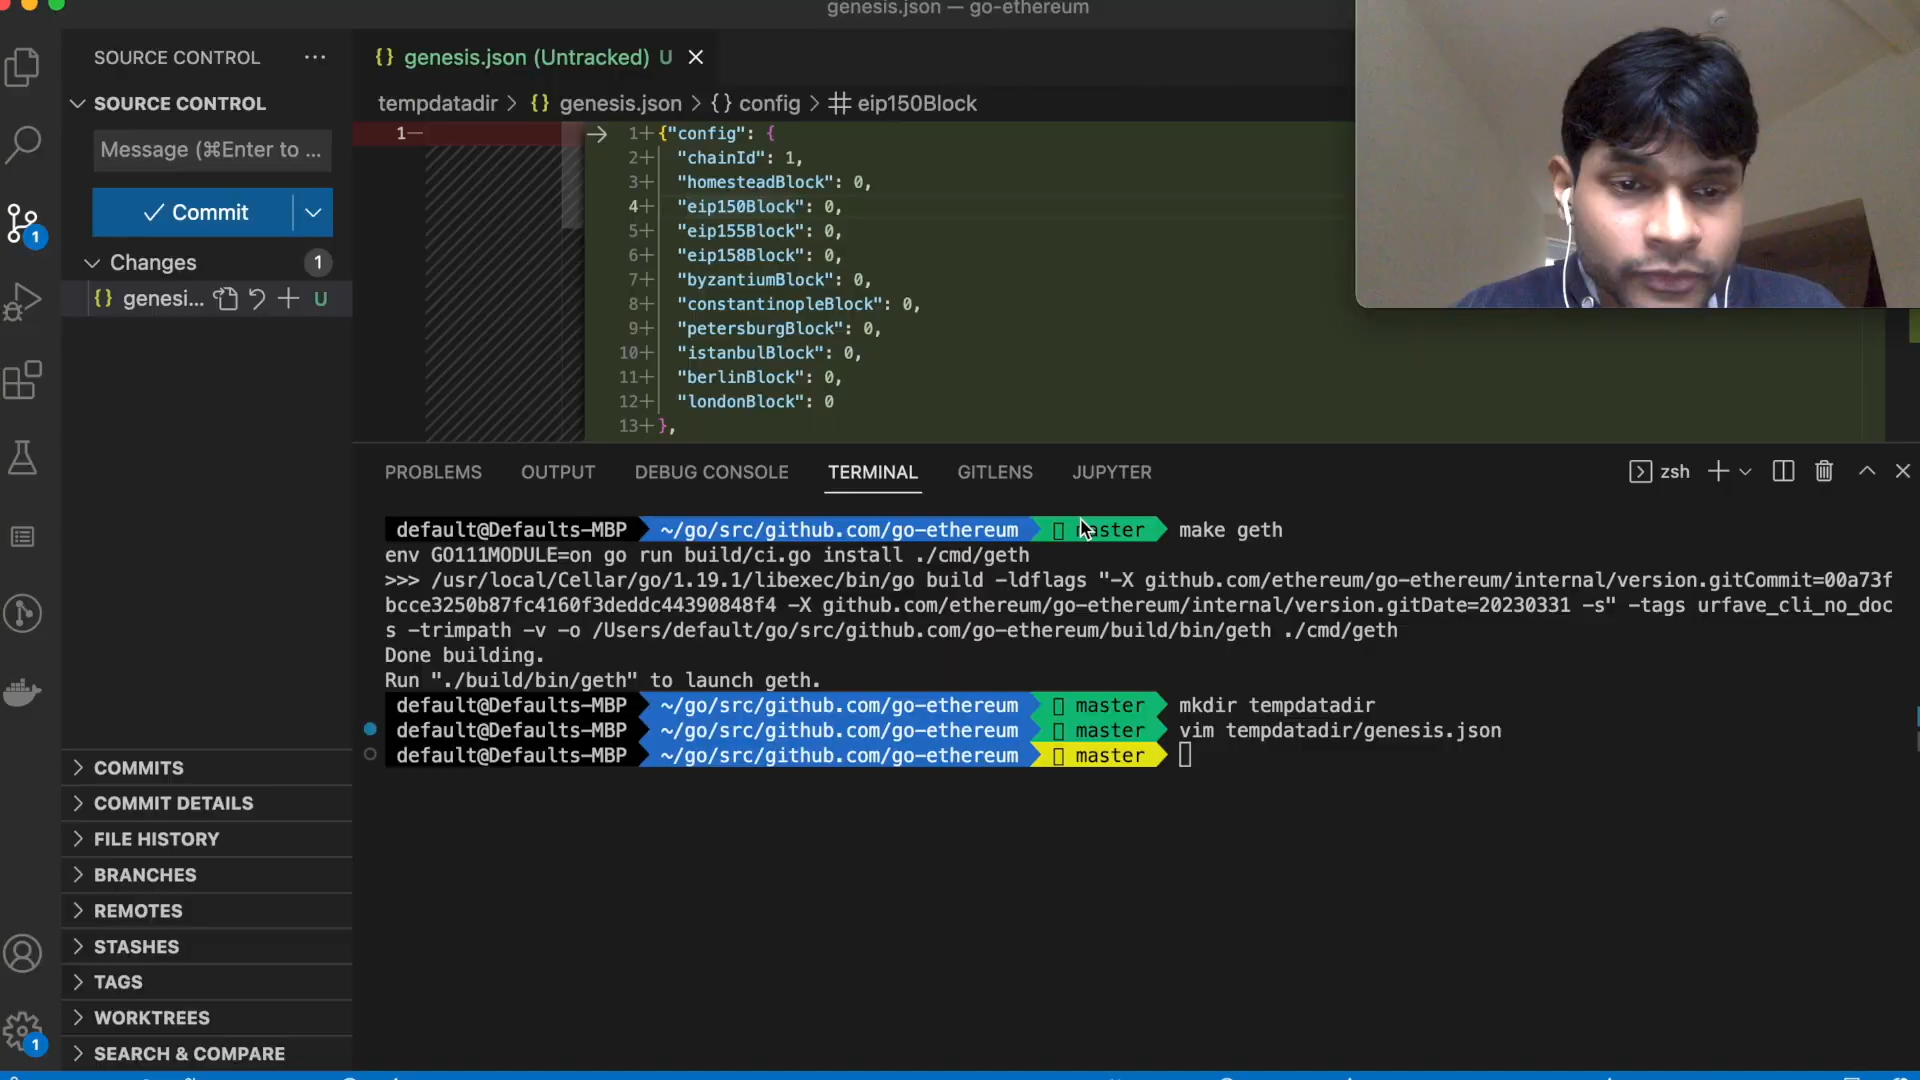 genesis.json — go-ethereum
SOURCE CONTROL
genesis.json (Untracked) U
SOURCE CONTROL
tempdatadir > {} genesis.json > {} config > eip150Block
Message (⌘Enter to ...
Commit
Changes 1
{} genesi... U
1
1
1— → 1+ {"config": {
2+ "chainId": 1,
3+ "homesteadBlock": 0,
4+ "eip150Block": 0,
5+ "eip155Block": 0,
6+ "eip158Block": 0,
7+ "byzantiumBlock": 0,
8+ "constantinopleBlock": 0,
9+ "petersburgBlock": 0,
10+ "istanbulBlock": 0,
11+ "berlinBlock": 0,
12+ "londonBlock": 0
13+ },
PROBLEMS OUTPUT DEBUG CONSOLE TERMINAL GITLENS JUPYTER
zsh
default@Defaults-MBP ~/go/src/github.com/go-ethereum master make geth
env GO111MODULE=on go run build/ci.go install ./cmd/geth
>>> /usr/local/Cellar/go/1.19.1/libexec/bin/go build -ldflags "-X github.com/ethereum/go-ethereum/internal/version.gitCommit=00a73f
bcce3250b87fc4160f3deddc44390848f4 -X github.com/ethereum/go-ethereum/internal/version.gitDate=20230331 -s" -tags urfave_cli_no_doc
s -trimpath -v -o /Users/default/go/src/github.com/go-ethereum/build/bin/geth ./cmd/geth
Done building.
Run "./build/bin/geth" to launch geth.
default@Defaults-MBP ~/go/src/github.com/go-ethereum master mkdir tempdatadir
default@Defaults-MBP ~/go/src/github.com/go-ethereum master vim tempdatadir/genesis.json
default@Defaults-MBP ~/go/src/github.com/go-ethereum master
COMMITS
COMMIT DETAILS
FILE HISTORY
BRANCHES
REMOTES
STASHES
TAGS
WORKTREES
SEARCH & COMPARE